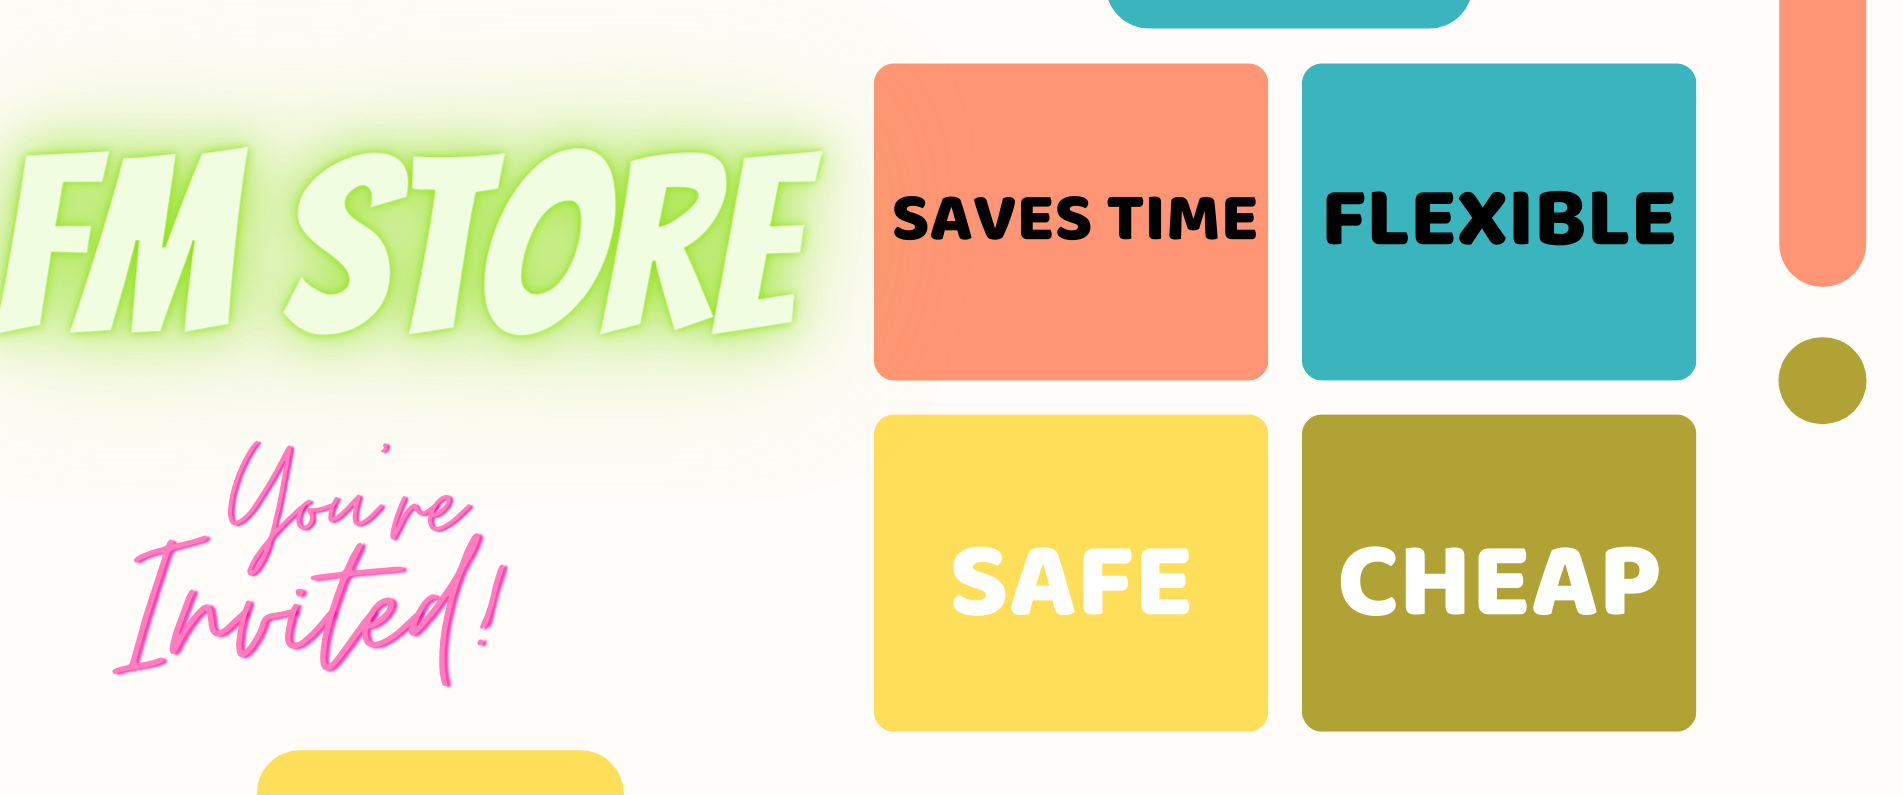 FM STORE
You're
Invited!
SAVES TIME
FLEXIBLE
SAFE
CHEAP